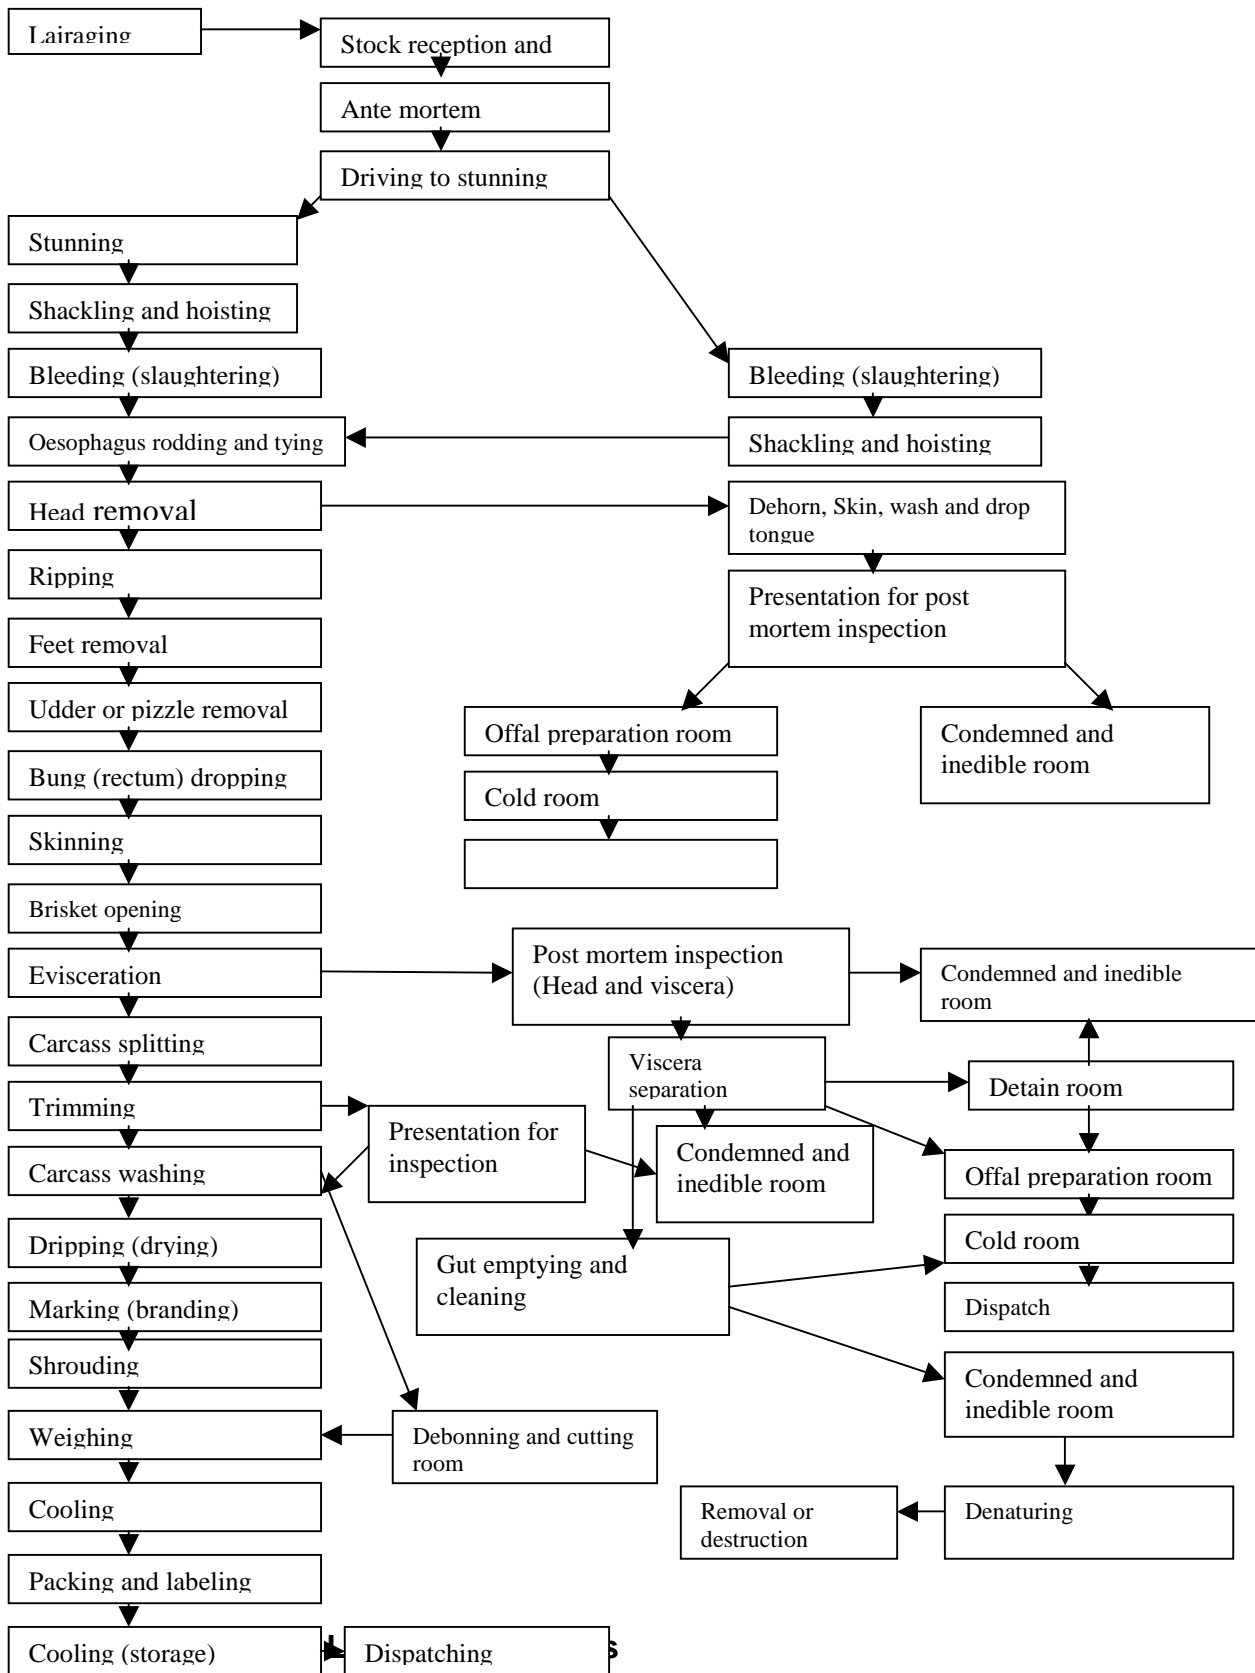 Lairaging
Stock reception and
Ante mortem
Driving to stunning
Stunning
Shackling and hoisting
Bleeding (slaughtering)
Bleeding (slaughtering)
Oesophagus rodding and tying
Shackling and hoisting
Head removal
Dehorn, Skin, wash and drop
tongue
Ripping
Presentation for post
mortem inspection
Feet removal
Udder or pizzle removal
Offal preparation room
Condemned and
inedible room
Bung (rectum) dropping
Cold room
Skinning
Brisket opening
Evisceration
Post mortem inspection
(Head and viscera)
Condemned and inedible
room
Carcass splitting
Viscera
separation
Detain room
Trimming
Presentation for
inspection
Condemned and
inedible room
Carcass washing
Offal preparation room
Dripping (drying)
Gut emptying and
cleaning
Cold room
Marking (branding)
Dispatch
Shrouding
Condemned and
inedible room
Weighing
Debonning and cutting
room
Cooling
Removal or
destruction
Denaturing
Packing and labeling
Cooling (storage)
Dispatching